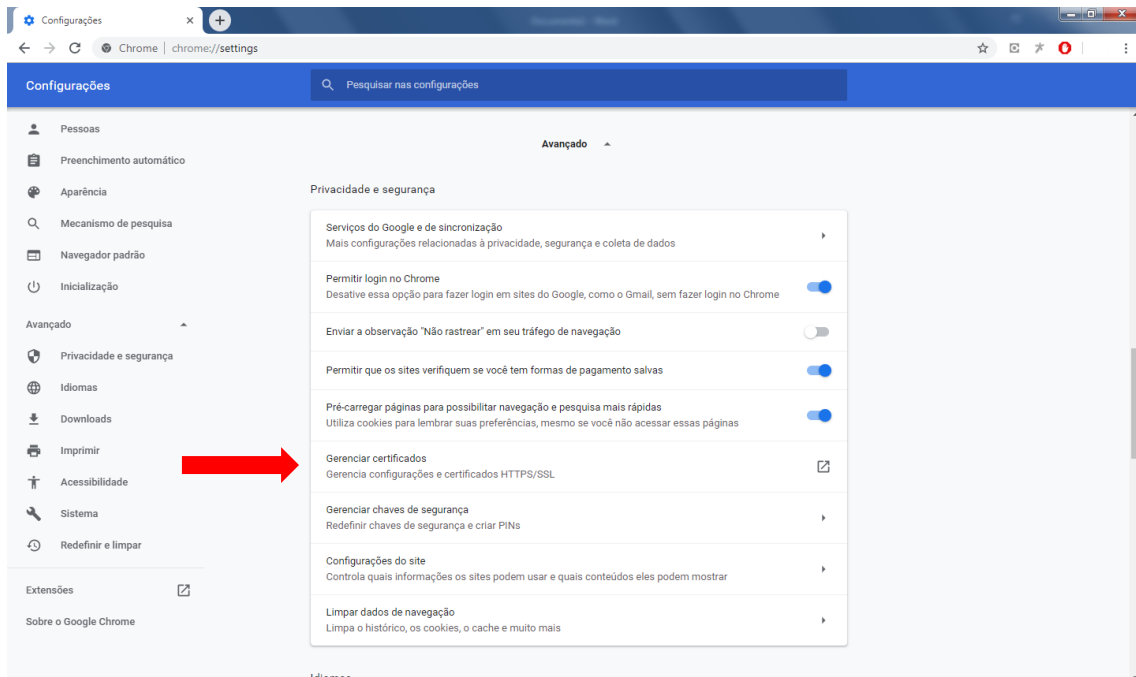 Configurações
Chrome | chrome://settings
Configurações
Pesquisar nas configurações
Pessoas
Preenchimento automático
Aparência
Mecanismo de pesquisa
Navegador padrão
Inicialização
Avançado
Privacidade e segurança
Idiomas
Downloads
Imprimir
Acessibilidade
Sistema
Redefinir e limpar
Extensões
Sobre o Google Chrome
Avançado
Privacidade e segurança
Serviços do Google e de sincronização
Mais configurações relacionadas à privacidade, segurança e coleta de dados
Permitir login no Chrome
Desative essa opção para fazer login em sites do Google, como o Gmail, sem fazer login no Chrome
Enviar a observação "Não rastrear" em seu tráfego de navegação
Permitir que os sites verifiquem se você tem formas de pagamento salvas
Pré-carregar páginas para possibilitar navegação e pesquisa mais rápidas
Utiliza cookies para lembrar suas preferências, mesmo se você não acessar essas páginas
Gerenciar certificados
Gerencia configurações e certificados HTTPS/SSL
Gerenciar chaves de segurança
Redefinir chaves de segurança e criar PINs
Configurações do site
Controla quais informações os sites podem usar e quais conteúdos eles podem mostrar
Limpar dados de navegação
Limpa o histórico, os cookies, o cache e muito mais